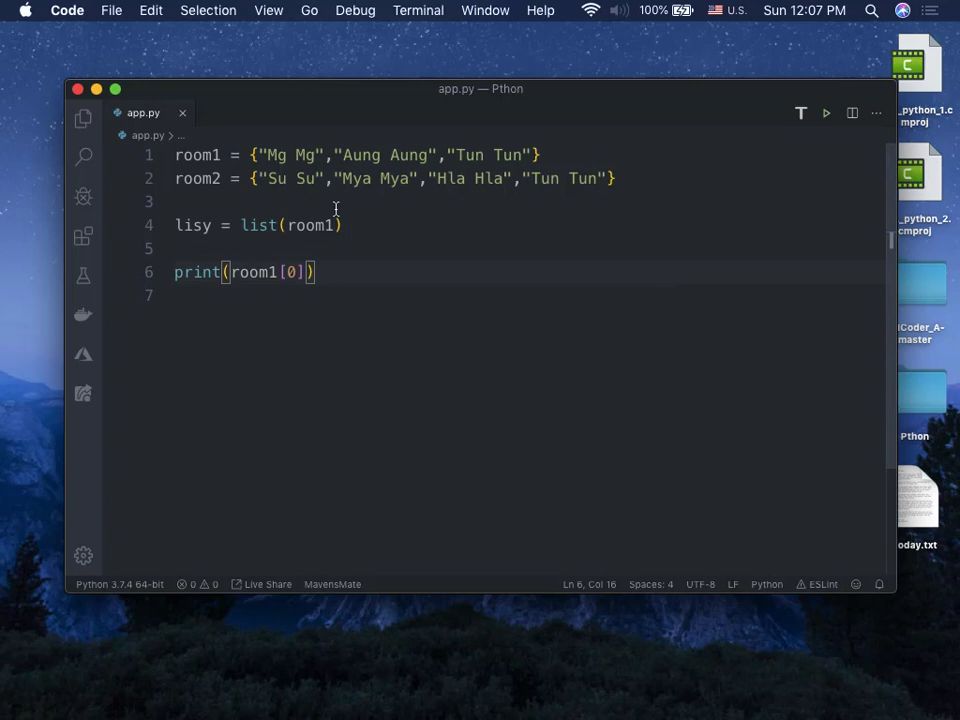 Code File Edit Selection View Go Debug Terminal Window Help 100% U.S. Sun 12:07 PM
app.py — Pthon
app.py
app.py > ...
1 room1 = {"Mg Mg","Aung Aung","Tun Tun"}
2 room2 = {"Su Su","Mya Mya","Hla Hla","Tun Tun"}
3
4 lisy = list(room1)
5
6 print(room1[0])
7
Python 3.7.4 64-bit 0 0 Live Share MavensMate Ln 6, Col 16 Spaces: 4 UTF-8 LF Python ESLint
C
_python_1.c
mproj
_python_2.
cmproj
lCoder_A-
master
Pthon
oday.txt